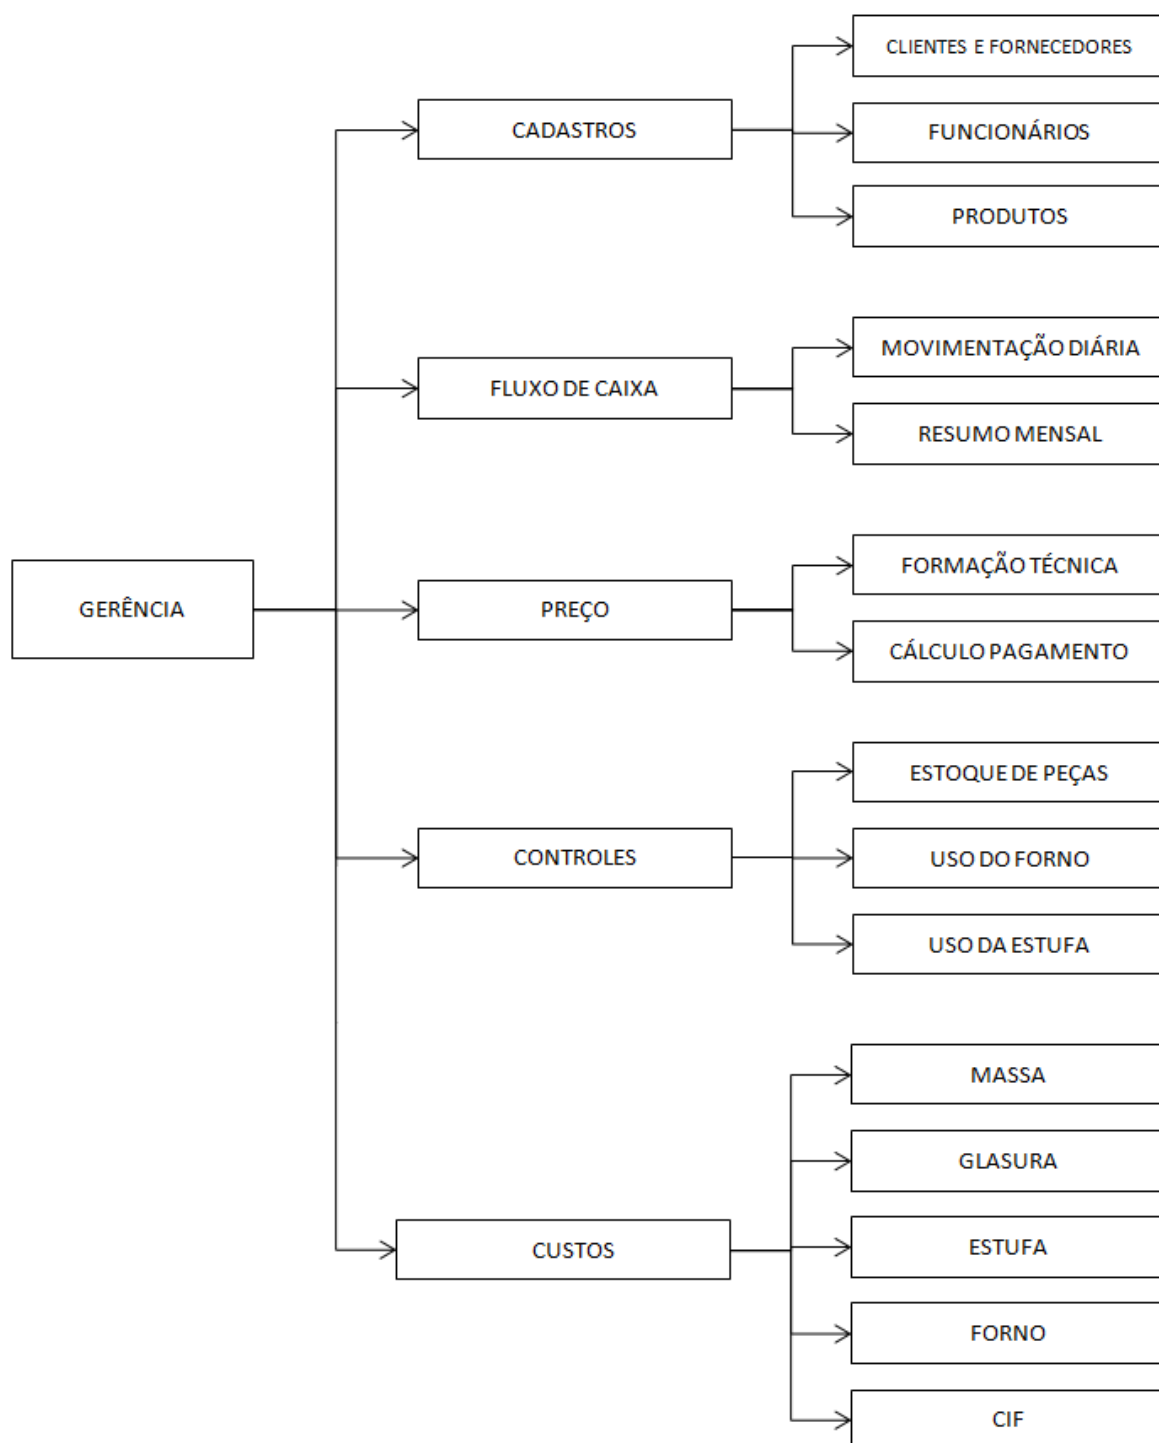 GERÊNCIA
CADASTROS
CLIENTES E FORNECEDORES
FUNCIONÁRIOS
PRODUTOS
FLUXO DE CAIXA
MOVIMENTAÇÃO DIÁRIA
RESUMO MENSAL
PREÇO
FORMAÇÃO TÉCNICA
CÁLCULO PAGAMENTO
CONTROLES
ESTOQUE DE PEÇAS
USO DO FORNO
USO DA ESTUFA
CUSTOS
MASSA
GLASURA
ESTUFA
FORNO
CIF